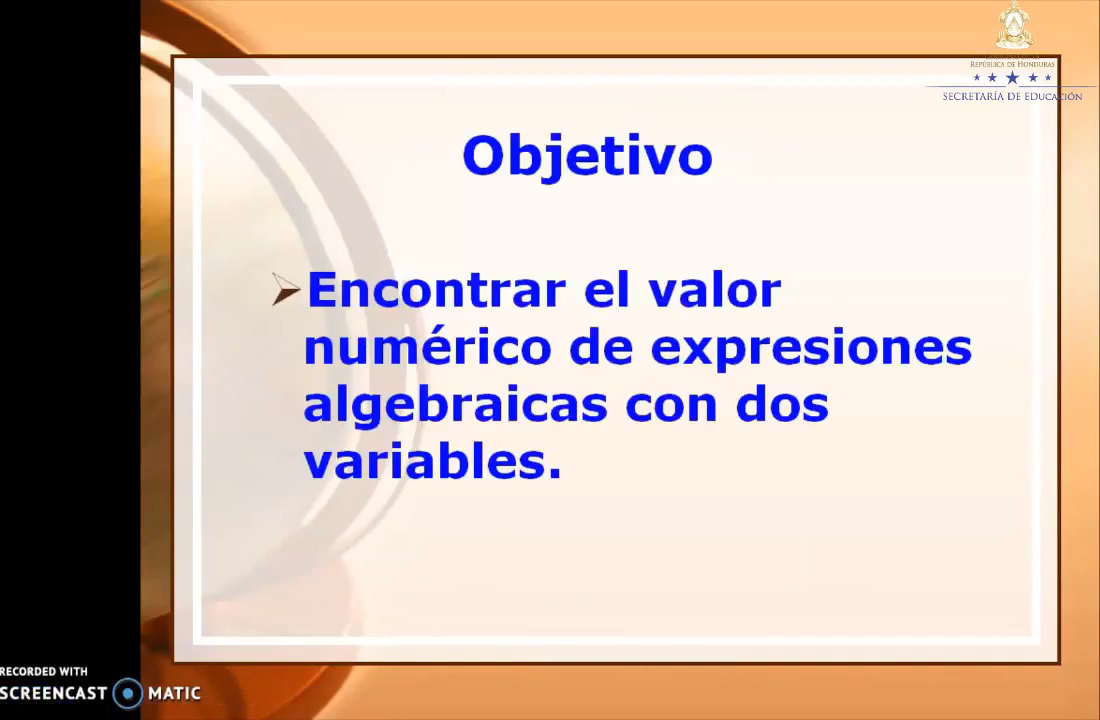 República de Honduras
Secretaría de Educación
Objetivo
Encontrar el valor
numérico de expresiones
algebraicas con dos
variables.
RECORDED WITH
SCREENCAST MATIC